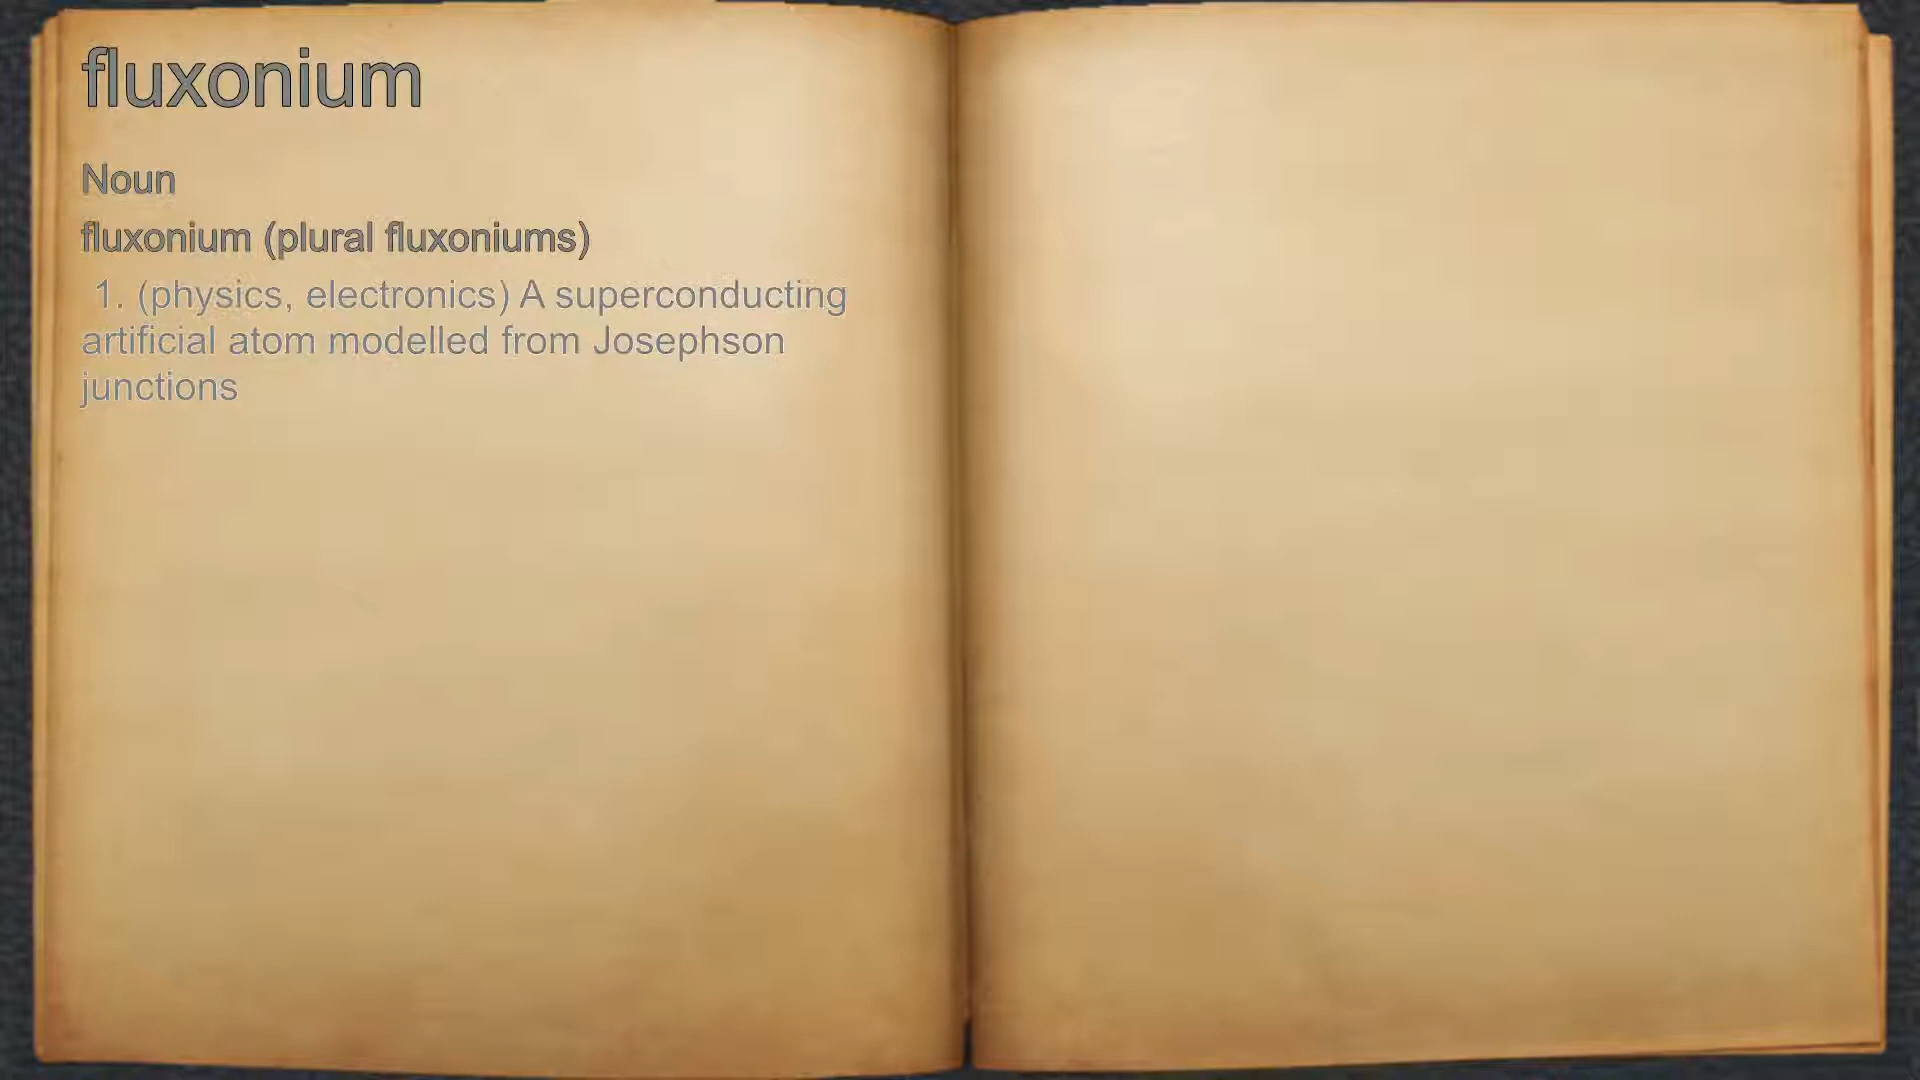 fluxonium
Noun
fluxonium (plural fluxoniums)
1. (physics, electronics) A superconducting
artificial atom modelled from Josephson
junctions